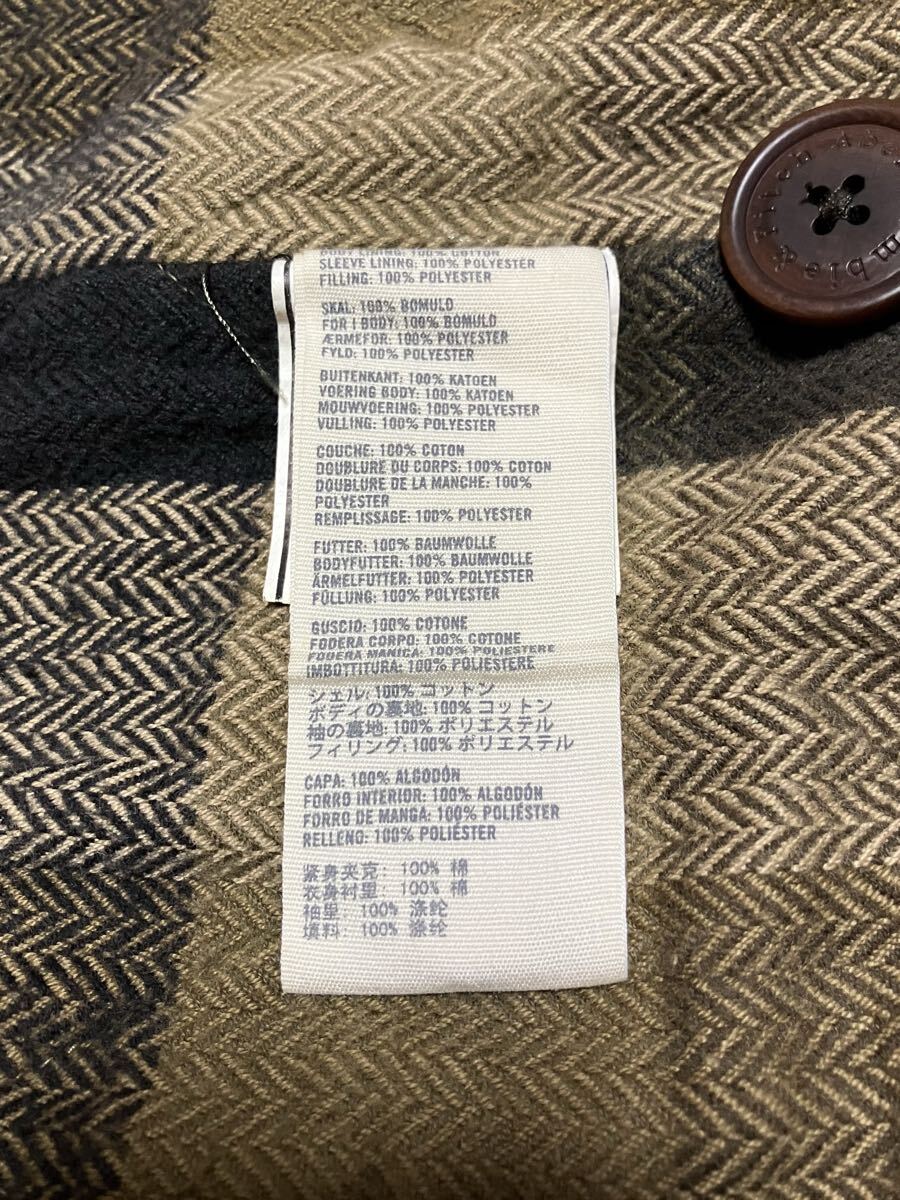 BODY LINING: 100% COTTON
SLEEVE LINING: 100% POLYESTER
FILLING: 100% POLYESTER
SKAL: 100% BOMULD
FOR I BODY: 100% BOMULD
ÆRMEFOR: 100% POLYESTER
FYLD: 100% POLYESTER
BUITENKANT: 100% KATOEN
VOERING BODY: 100% KATOEN
MOUWVOERING: 100% POLYESTER
VULLING: 100% POLYESTER
COUCHE: 100% COTON
DOUBLURE DU CORPS: 100% COTON
DOUBLURE DE LA MANCHE: 100%
POLYESTER
REMPLISSAGE: 100% POLYESTER
FUTTER: 100% BAUMWOLLE
BODYFUTTER: 100% BAUMWOLLE
ÄRMELFUTTER: 100% POLYESTER
FÜLLUNG: 100% POLYESTER
GUSCIO: 100% COTONE
FODERA CORPO: 100% COTONE
FODERA MANICA: 100% POLIESTERE
IMBOTTITURA: 100% POLIESTERE
シェル: 100% コットン
ボディの裏地: 100% コットン
袖の裏地: 100% ポリエステル
フィリング: 100% ポリエステル
CAPA: 100% ALGODÓN
FORRO INTERIOR: 100% ALGODÓN
FORRO DE MANGA: 100% POLIÉSTER
RELLENO: 100% POLIÉSTER
紧身夹克: 100% 棉
衣身衬里: 100% 棉
袖里: 100% 涤纶
填料: 100% 涤纶